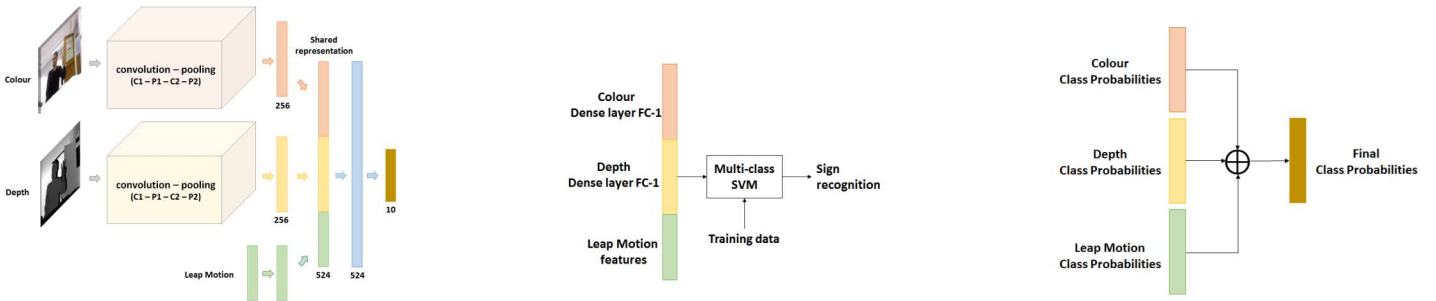 Colour
convolution – pooling
(C1 – P1 – C2 – P2)
256
Shared
representation
Depth
convolution – pooling
(C1 – P1 – C2 – P2)
256
10
Leap Motion
524
524
Colour
Dense layer FC-1
Depth
Dense layer FC-1
Multi-class
SVM
Sign
recognition
Training data
Leap Motion
features
Colour
Class Probabilities
Depth
Class Probabilities
Final
Class Probabilities
Leap Motion
Class Probabilities